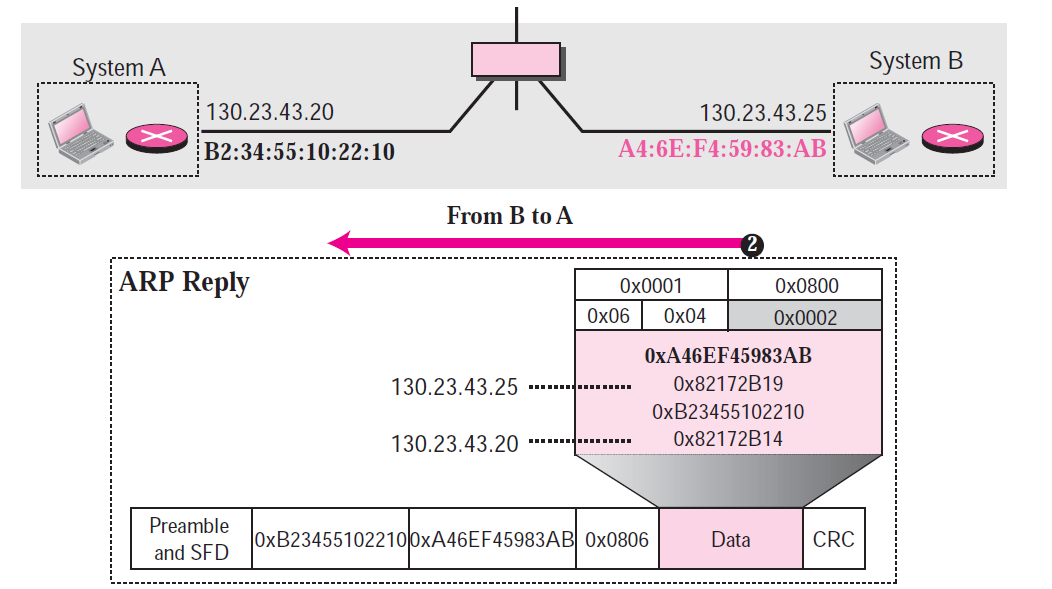 System A
System B
130.23.43.20
130.23.43.25
B2:34:55:10:22:10
A4:6E:F4:59:83:AB
From B to A
2
ARP Reply
0x0001
0x0800
0x06
0x04
0x0002
0xA46EF45983AB
130.23.43.25
0x82172B19
0xB23455102210
130.23.43.20
0x82172B14
Preamble
and SFD
0xB23455102210
0xA46EF45983AB
0x0806
Data
CRC